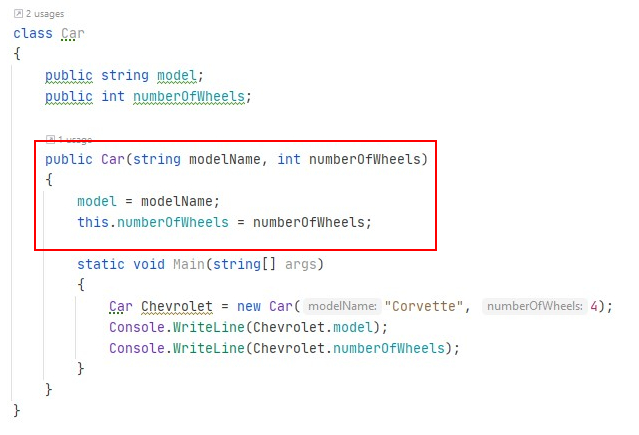 2 usages
class Car
{
public string model;
public int numberOfWheels;
1 usage
public Car(string modelName, int numberOfWheels)
{
model = modelName;
this.numberOfWheels = numberOfWheels;
static void Main(string[] args)
{
Car Chevrolet = new Car( modelName: "Corvette", numberOfWheels: 4);
Console.WriteLine(Chevrolet.model);
Console.WriteLine(Chevrolet.numberOfWheels);
}
}
}